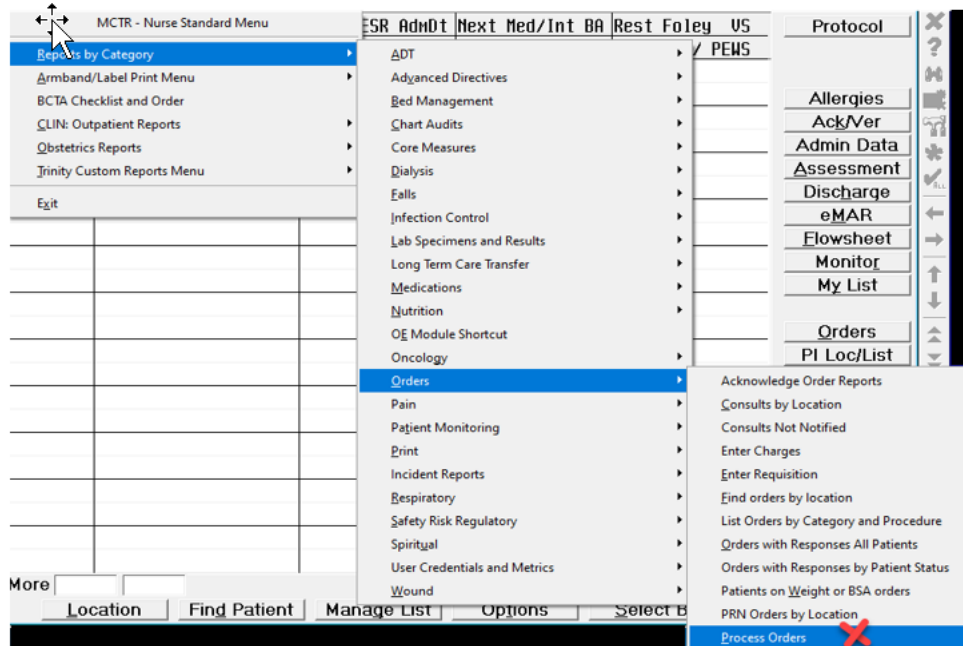 MCTR - Nurse Standard Menu
Reports by Category
Armband/Label Print Menu
BCTA Checklist and Order
CLIN: Outpatient Reports
Obstetrics Reports
Trinity Custom Reports Menu
Exit
ESR AdmDt Next Med/Int BA Rest Foley VS
/ PEWS
ADT
Advanced Directives
Bed Management
Chart Audits
Core Measures
Dialysis
Falls
Infection Control
Lab Specimens and Results
Long Term Care Transfer
Medications
Nutrition
OE Module Shortcut
Oncology
Orders
Pain
Patient Monitoring
Print
Incident Reports
Respiratory
Safety Risk Regulatory
Spiritual
User Credentials and Metrics
Wound
Protocol
Allergies
Ack/Ver
Admin Data
Assessment
Discharge
eMAR
Flowsheet
Monitor
My List
Orders
PI Loc/List
Acknowledge Order Reports
Consults by Location
Consults Not Notified
Enter Charges
Enter Requisition
Find orders by location
List Orders by Category and Procedure
Orders with Responses All Patients
Orders with Responses by Patient Status
Patients on Weight or BSA orders
PRN Orders by Location
Process Orders
ALL
More
Location Find Patient Manage List Options Select B